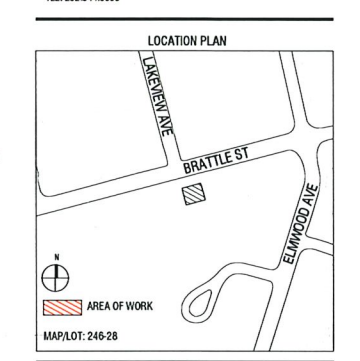 LOCATION PLAN
LAKEVIEW AVE
BRATTLE ST
ELMWOOD AVE
N
AREA OF WORK
MAP/LOT: 246-28